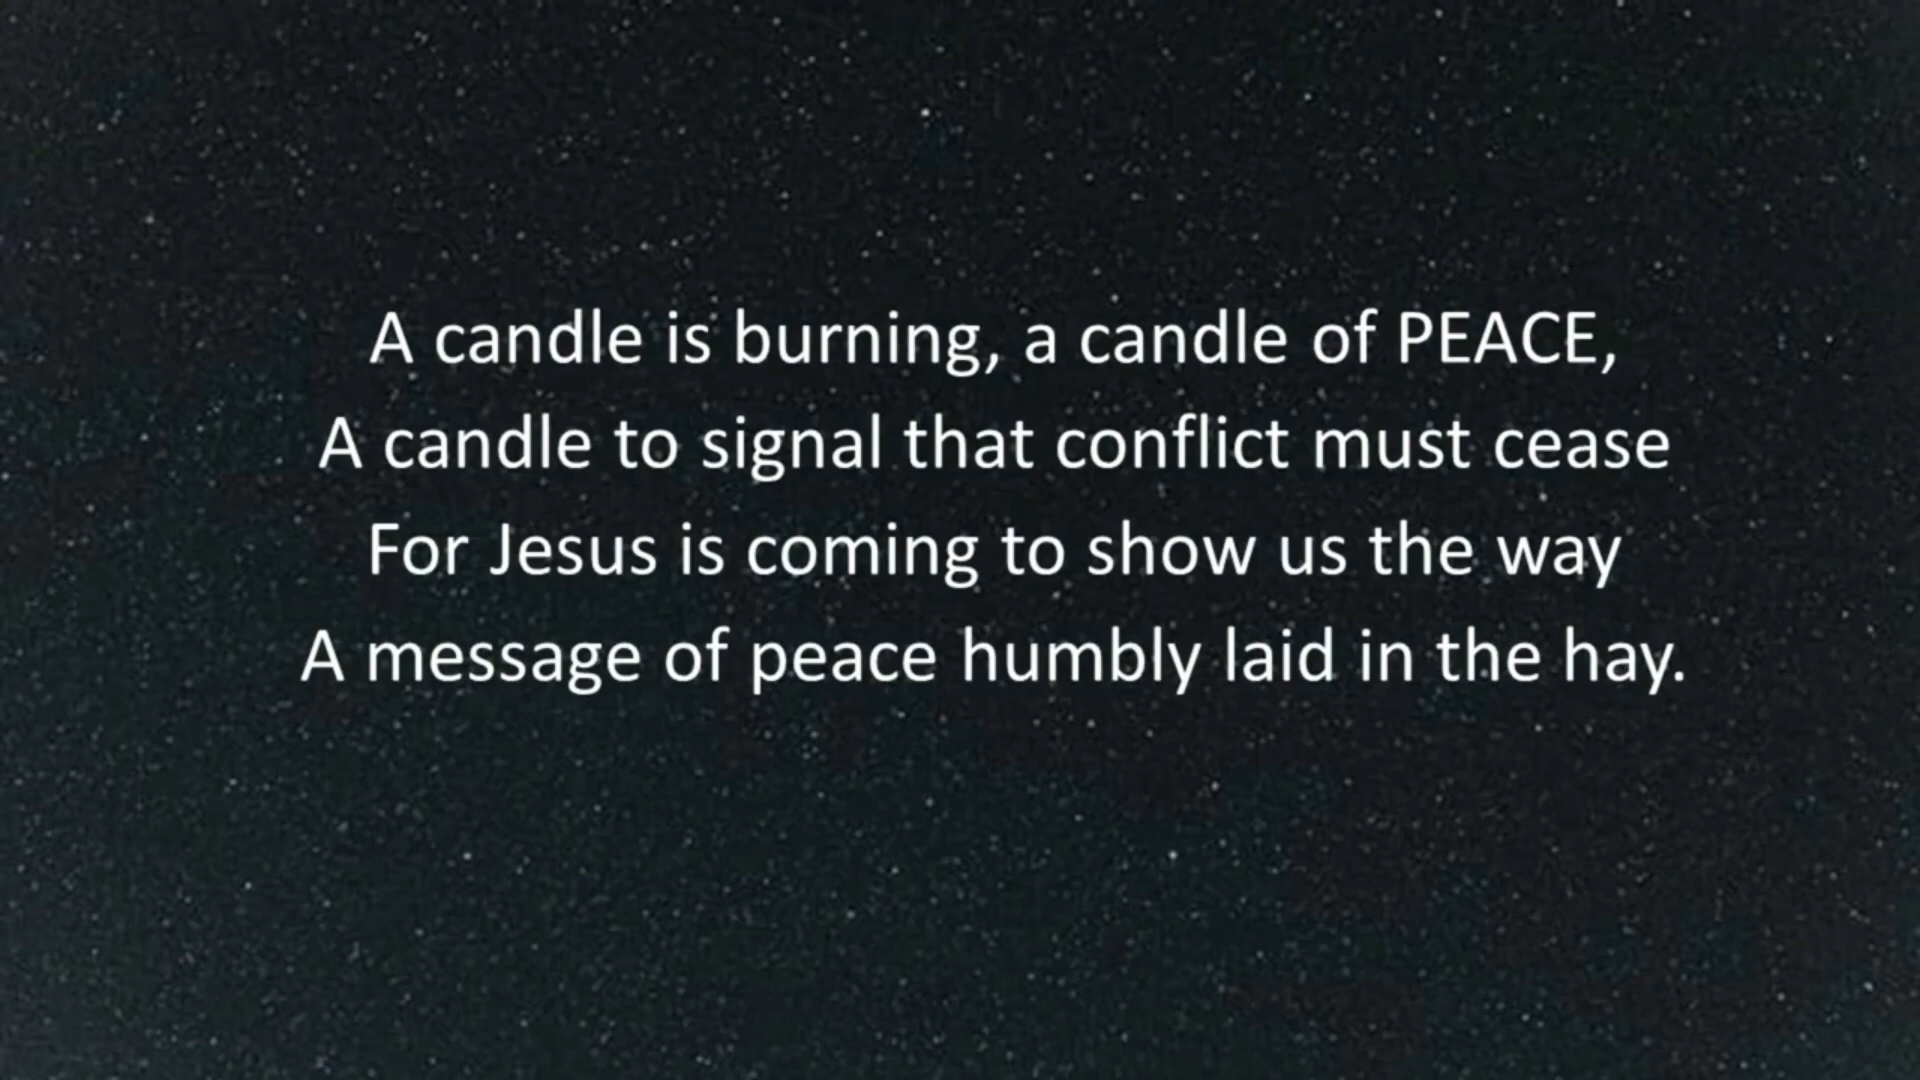 A candle is burning, a candle of PEACE,
A candle to signal that conflict must cease
For Jesus is coming to show us the way
A message of peace humbly laid in the hay.